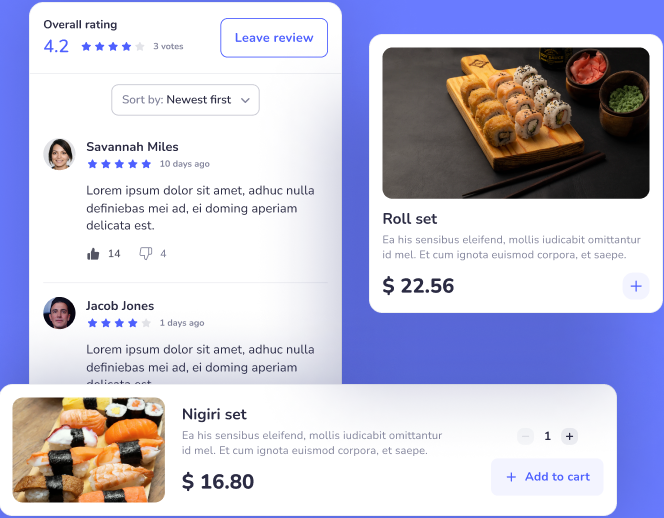 Overall rating
4.2
3 votes
Leave review
Sort by: Newest first
Savannah Miles
10 days ago
Lorem ipsum dolor sit amet, adhuc nulla
definiebas mei ad, ei doming aperiam
delicata est.
14
4
Jacob Jones
1 days ago
Lorem ipsum dolor sit amet, adhuc nulla
definiebas mei ad, ei doming aperiam
delicata est.
Roll set
Ea his sensibus eleifend, mollis iudicabit omittantur
id mel. Et cum ignota euismod corpora, et saepe.
$ 22.56
+
Nigiri set
Ea his sensibus eleifend, mollis iudicabit omittantur
id mel. Et cum ignota euismod corpora, et saepe.
$ 16.80
− 1 +
+ Add to cart